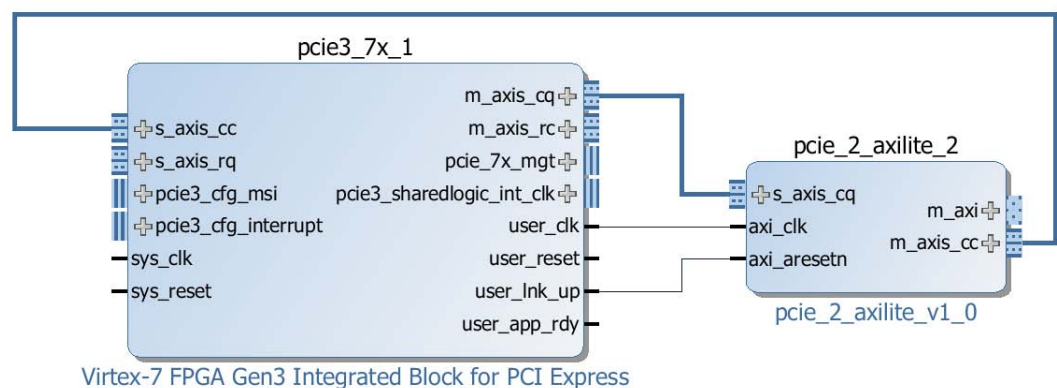 pcie3_7x_1
m_axis_cq
s_axis_cc
m_axis_rc
s_axis_rq
pcie_7x_mgt
pcie3_cfg_msi
pcie3_sharedlogic_int_clk
pcie3_cfg_interrupt
user_clk
sys_clk
user_reset
sys_reset
user_lnk_up
user_app_rdy
Virtex-7 FPGA Gen3 Integrated Block for PCI Express
pcie_2_axilite_2
s_axis_cq
m_axi
axi_clk
m_axis_cc
axi_aresetn
pcie_2_axilite_v1_0